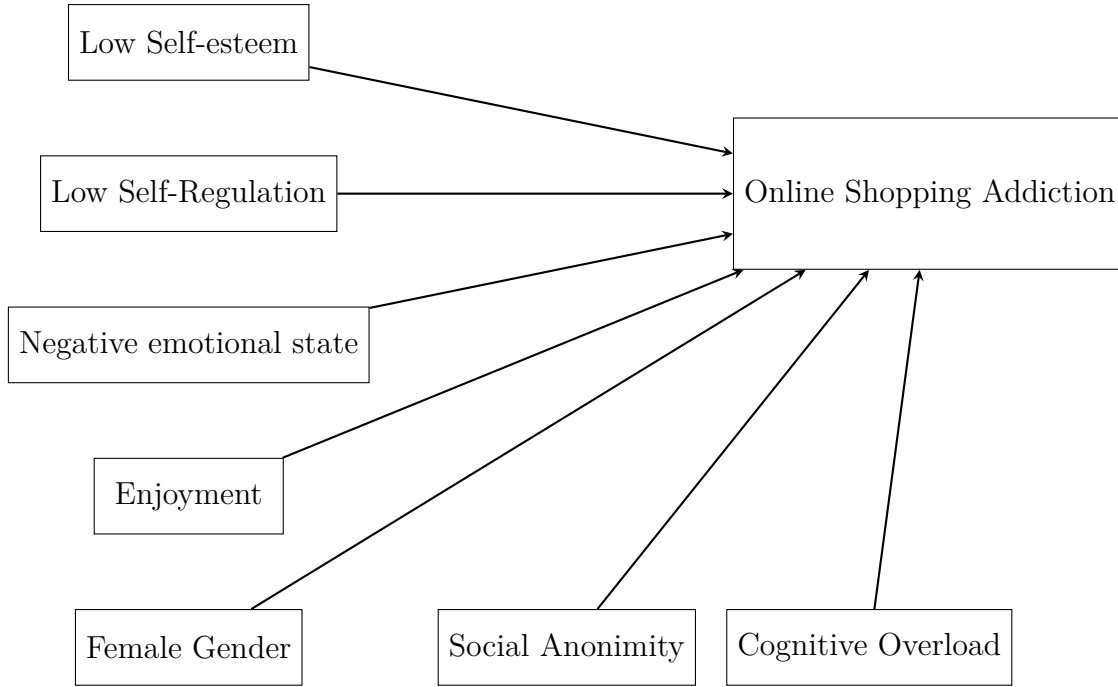 Low Self-esteem
Low Self-Regulation
Online Shopping Addiction
Negative emotional state
Enjoyment
Female Gender
Social Anonimity
Cognitive Overload